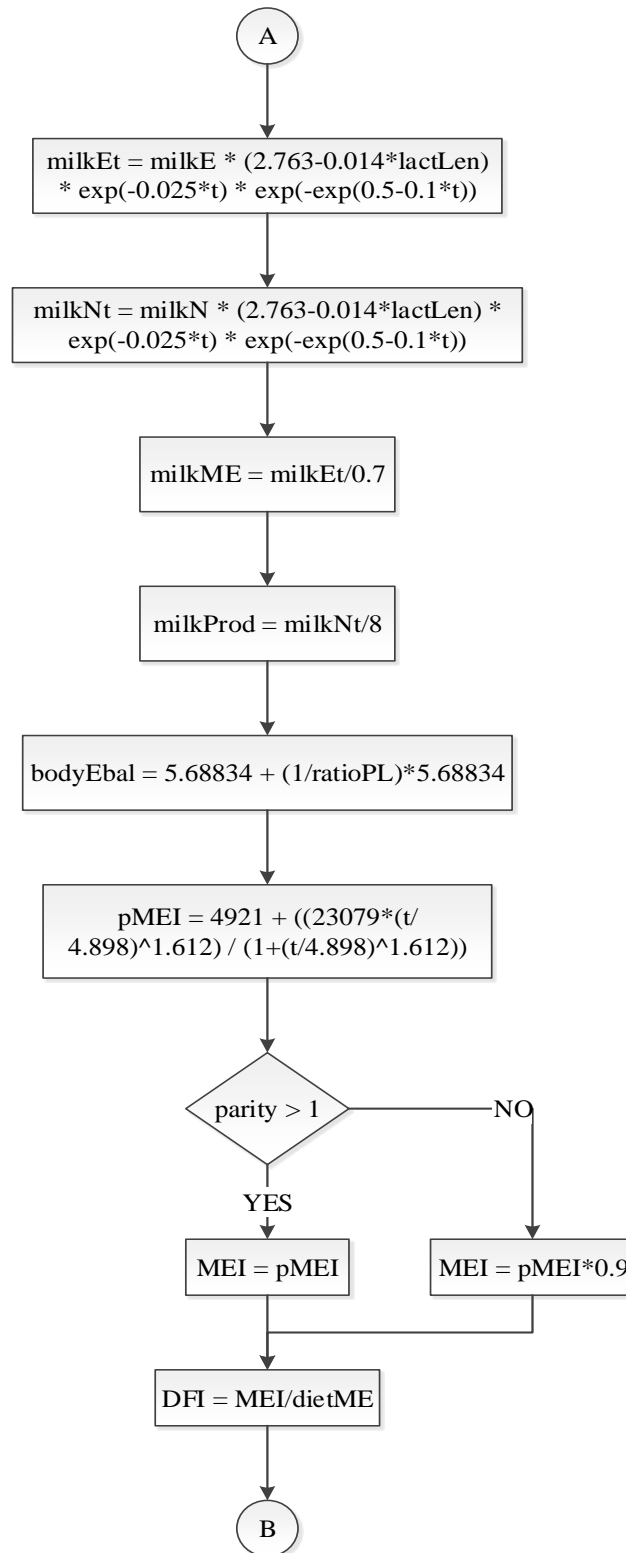 A
milkEt = milkE * (2.763-0.014*lactLen)
* exp(-0.025*t) * exp(-exp(0.5-0.1*t))
milkNt = milkN * (2.763-0.014*lactLen) *
exp(-0.025*t) * exp(-exp(0.5-0.1*t))
milkME = milkEt/0.7
milkProd = milkNt/8
bodyEbal = 5.68834 + (1/ratioPL)*5.68834
pMEI = 4921 + ((23079*(t/
4.898)^1.612) / (1+(t/4.898)^1.612))
parity > 1
NO
YES
MEI = pMEI
MEI = pMEI*0.9
DFI = MEI/dietME
B